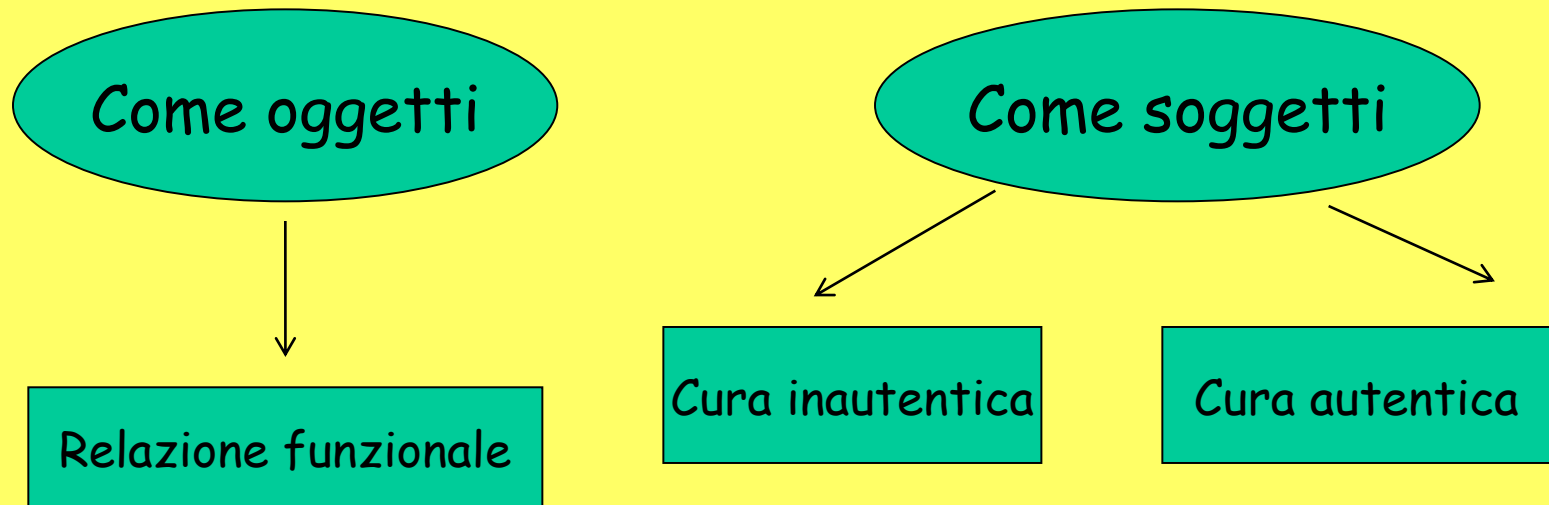 Come oggetti
Come soggetti
Relazione funzionale
Cura inautentica
Cura autentica